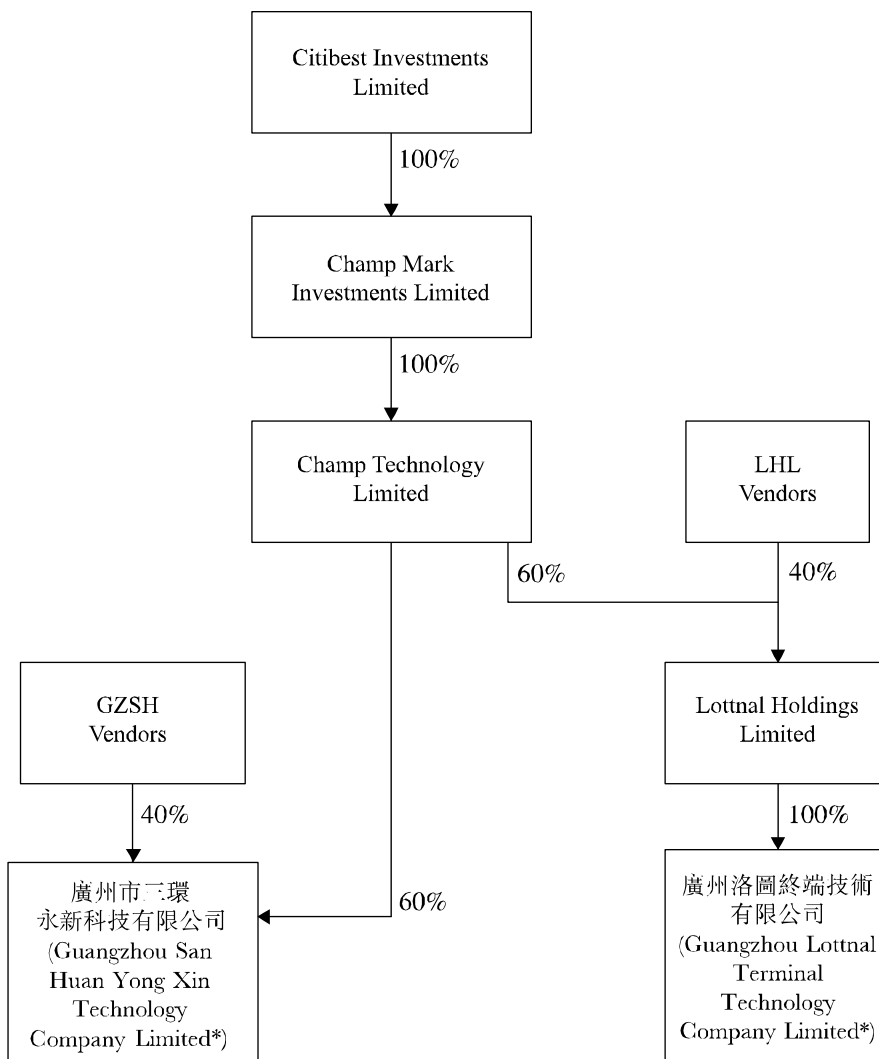 Citibest Investments
Limited
100%
Champ Mark
Investments Limited
100%
Champ Technology
Limited
LHL
Vendors
60%
40%
GZSH
Vendors
Lottnal Holdings
Limited
40%
100%
廣州市三環
永新科技有限公司
(Guangzhou San
Huan Yong Xin
Technology
Company Limited*)
60%
廣州洛圖終端技術
有限公司
(Guangzhou Lottnal
Terminal
Technology
Company Limited*)